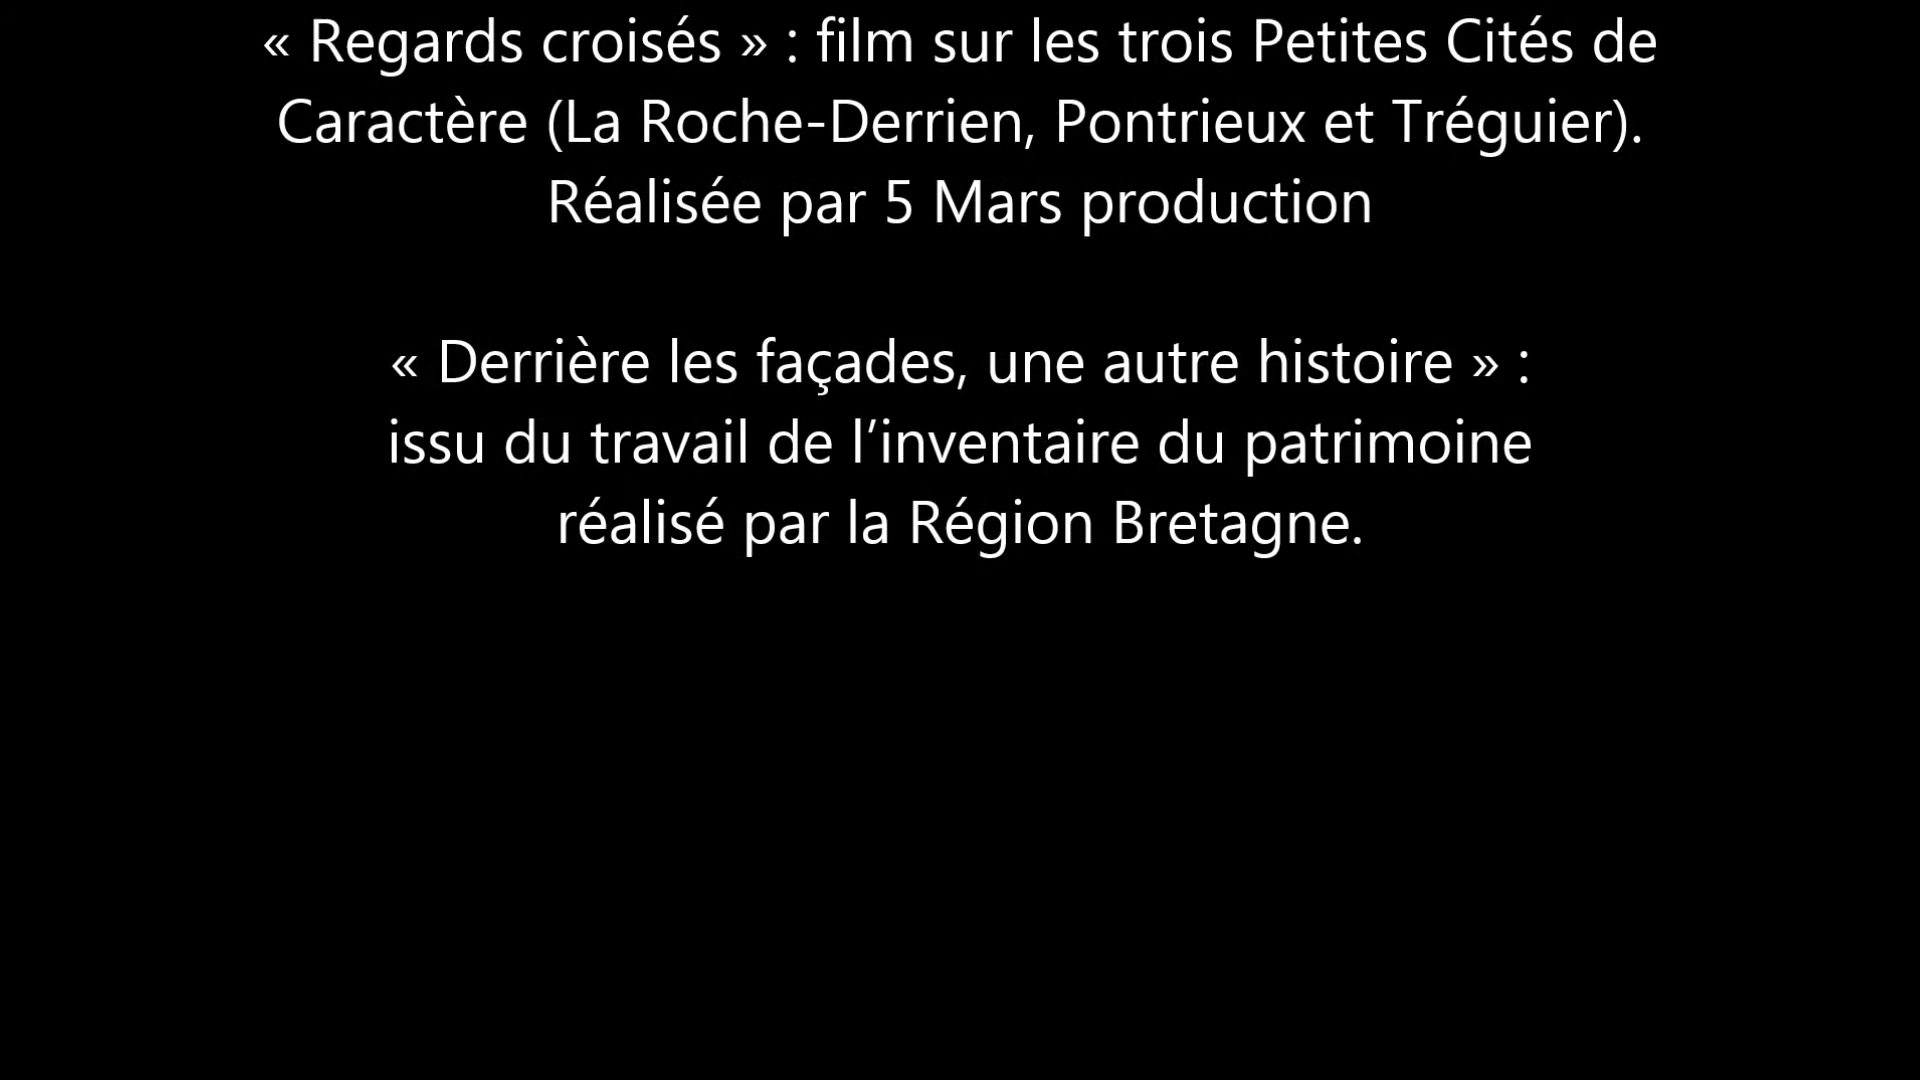 « Regards croisés » : film sur les trois Petites Cités de
Caractère (La Roche-Derrien, Pontrieux et Tréguier).
Réalisée par 5 Mars production
« Derrière les façades, une autre histoire » :
issu du travail de l’inventaire du patrimoine
réalisé par la Région Bretagne.